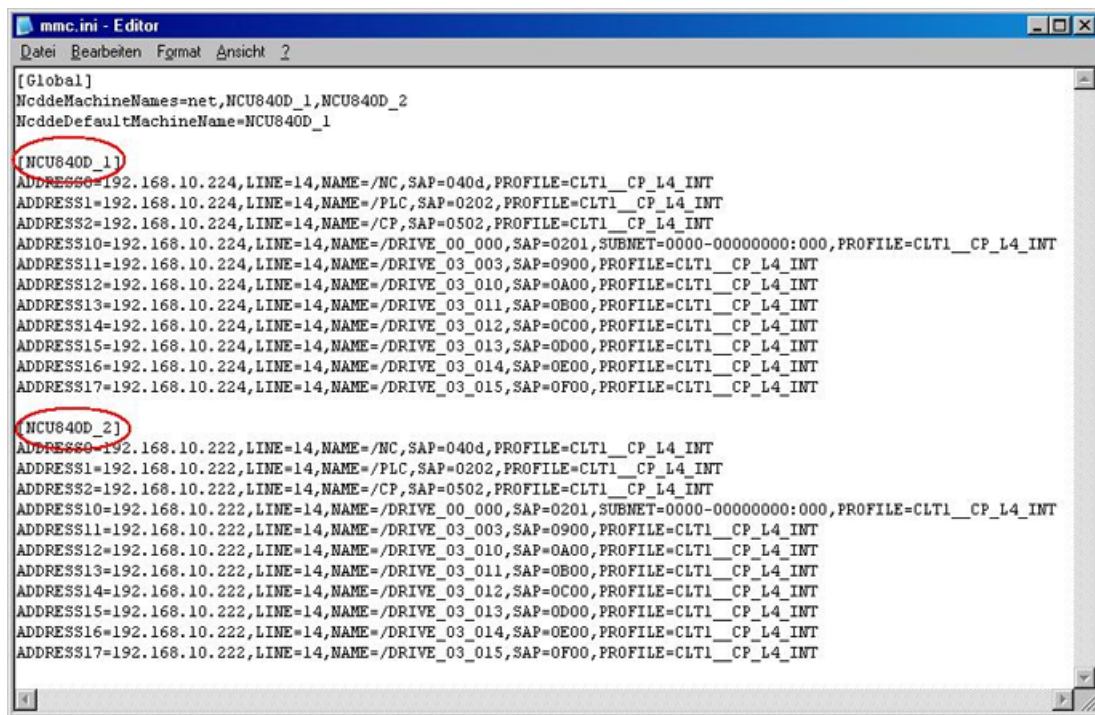 mmc.ini - Editor
Datei Bearbeiten Format Ansicht ?
[Global]
NcddeMachineNames=net,NCU840D_1,NCU840D_2
NcddeDefaultMachineName=NCU840D_1
[NCU840D_1]
ADDRESS0=192.168.10.224,LINE=14,NAME=/NC,SAP=040d,PROFILE=CLT1__CP_L4_INT
ADDRESS1=192.168.10.224,LINE=14,NAME=/PLC,SAP=0202,PROFILE=CLT1__CP_L4_INT
ADDRESS2=192.168.10.224,LINE=14,NAME=/CP,SAP=0502,PROFILE=CLT1__CP_L4_INT
ADDRESS10=192.168.10.224,LINE=14,NAME=/DRIVE_00_000,SAP=0201,SUBNET=0000-00000000:000,PROFILE=CLT1__CP_L4_INT
ADDRESS11=192.168.10.224,LINE=14,NAME=/DRIVE_03_003,SAP=0900,PROFILE=CLT1__CP_L4_INT
ADDRESS12=192.168.10.224,LINE=14,NAME=/DRIVE_03_010,SAP=0A00,PROFILE=CLT1__CP_L4_INT
ADDRESS13=192.168.10.224,LINE=14,NAME=/DRIVE_03_011,SAP=0B00,PROFILE=CLT1__CP_L4_INT
ADDRESS14=192.168.10.224,LINE=14,NAME=/DRIVE_03_012,SAP=0C00,PROFILE=CLT1__CP_L4_INT
ADDRESS15=192.168.10.224,LINE=14,NAME=/DRIVE_03_013,SAP=0D00,PROFILE=CLT1__CP_L4_INT
ADDRESS16=192.168.10.224,LINE=14,NAME=/DRIVE_03_014,SAP=0E00,PROFILE=CLT1__CP_L4_INT
ADDRESS17=192.168.10.224,LINE=14,NAME=/DRIVE_03_015,SAP=0F00,PROFILE=CLT1__CP_L4_INT
[NCU840D_2]
ADDRESS0=192.168.10.222,LINE=14,NAME=/NC,SAP=040d,PROFILE=CLT1__CP_L4_INT
ADDRESS1=192.168.10.222,LINE=14,NAME=/PLC,SAP=0202,PROFILE=CLT1__CP_L4_INT
ADDRESS2=192.168.10.222,LINE=14,NAME=/CP,SAP=0502,PROFILE=CLT1__CP_L4_INT
ADDRESS10=192.168.10.222,LINE=14,NAME=/DRIVE_00_000,SAP=0201,SUBNET=0000-00000000:000,PROFILE=CLT1__CP_L4_INT
ADDRESS11=192.168.10.222,LINE=14,NAME=/DRIVE_03_003,SAP=0900,PROFILE=CLT1__CP_L4_INT
ADDRESS12=192.168.10.222,LINE=14,NAME=/DRIVE_03_010,SAP=0A00,PROFILE=CLT1__CP_L4_INT
ADDRESS13=192.168.10.222,LINE=14,NAME=/DRIVE_03_011,SAP=0B00,PROFILE=CLT1__CP_L4_INT
ADDRESS14=192.168.10.222,LINE=14,NAME=/DRIVE_03_012,SAP=0C00,PROFILE=CLT1__CP_L4_INT
ADDRESS15=192.168.10.222,LINE=14,NAME=/DRIVE_03_013,SAP=0D00,PROFILE=CLT1__CP_L4_INT
ADDRESS16=192.168.10.222,LINE=14,NAME=/DRIVE_03_014,SAP=0E00,PROFILE=CLT1__CP_L4_INT
ADDRESS17=192.168.10.222,LINE=14,NAME=/DRIVE_03_015,SAP=0F00,PROFILE=CLT1__CP_L4_INT